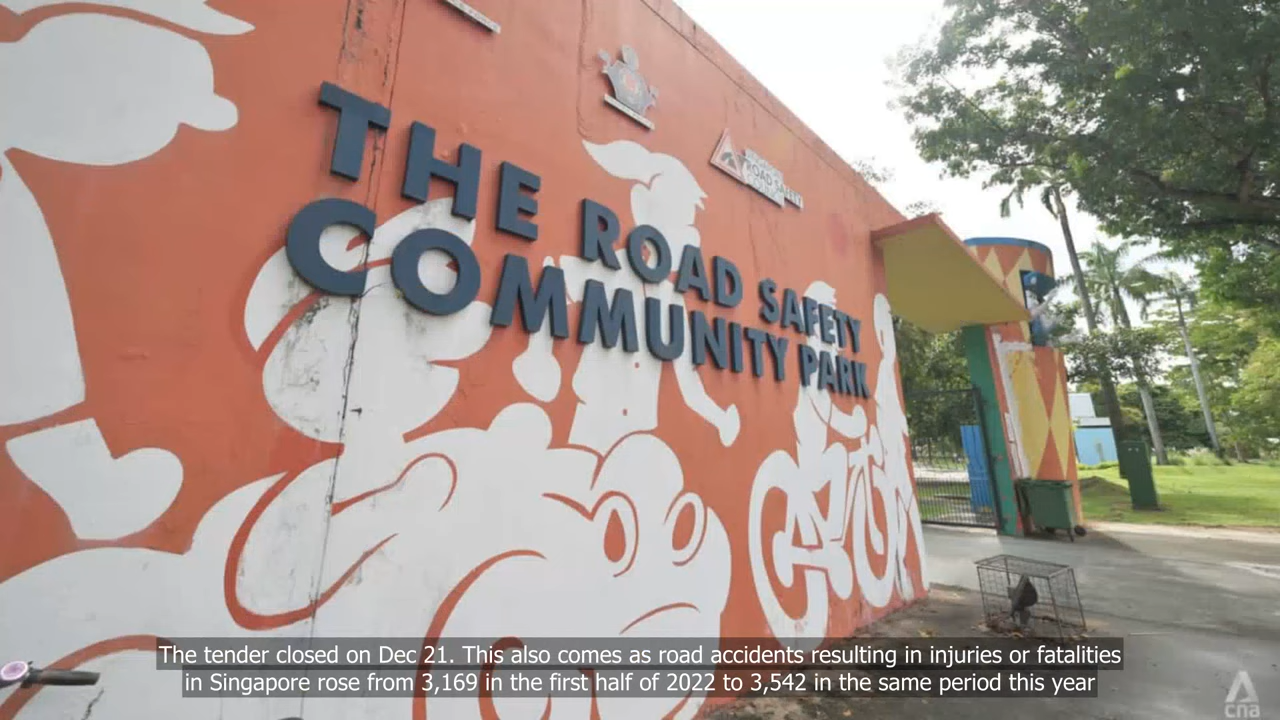 THE ROAD SAFETY
COMMUNITY PARK
ROAD SAFETY
The tender closed on Dec 21. This also comes as road accidents resulting in injuries or fatalities
in Singapore rose from 3,169 in the first half of 2022 to 3,542 in the same period this year
cna